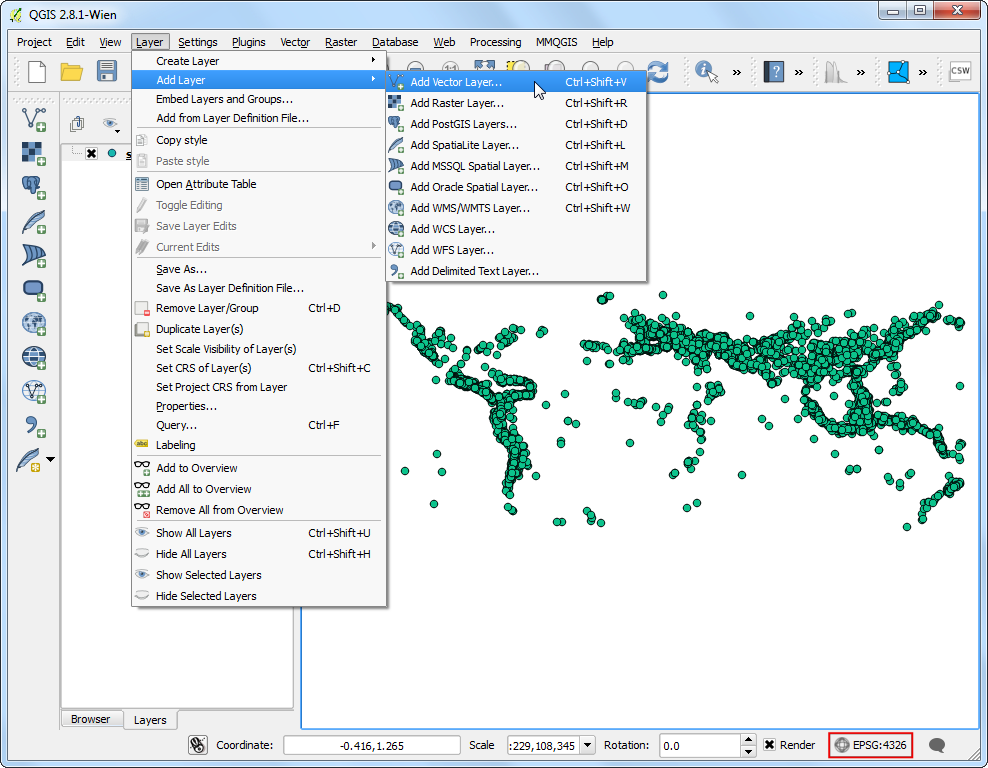 QGIS 2.8.1-Wien
Project Edit View Layer Settings Plugins Vector Raster Database Web Processing MMQGIS Help
Create Layer
Add Layer
Embed Layers and Groups...
Add from Layer Definition File...
Copy style
Paste style
Open Attribute Table
Toggle Editing
Save Layer Edits
Current Edits
Save As...
Save As Layer Definition File...
Remove Layer/Group Ctrl+D
Duplicate Layer(s)
Set Scale Visibility of Layer(s)
Set CRS of Layer(s) Ctrl+Shift+C
Set Project CRS from Layer
Properties...
Query... Ctrl+F
abc Labeling
Add to Overview
Add All to Overview
Remove All from Overview
Show All Layers Ctrl+Shift+U
Hide All Layers Ctrl+Shift+H
Show Selected Layers
Hide Selected Layers
Add Vector Layer... Ctrl+Shift+V
Add Raster Layer... Ctrl+Shift+R
Add PostGIS Layers... Ctrl+Shift+D
Add SpatiaLite Layer... Ctrl+Shift+L
Add MSSQL Spatial Layer... Ctrl+Shift+M
Add Oracle Spatial Layer... Ctrl+Shift+O
Add WMS/WMTS Layer... Ctrl+Shift+W
Add WCS Layer...
Add WFS Layer...
Add Delimited Text Layer...
» » » »
CSW
Browser Layers
Coordinate: -0.416,1.265 Scale :229,108,345 Rotation: 0.0 Render EPSG:4326